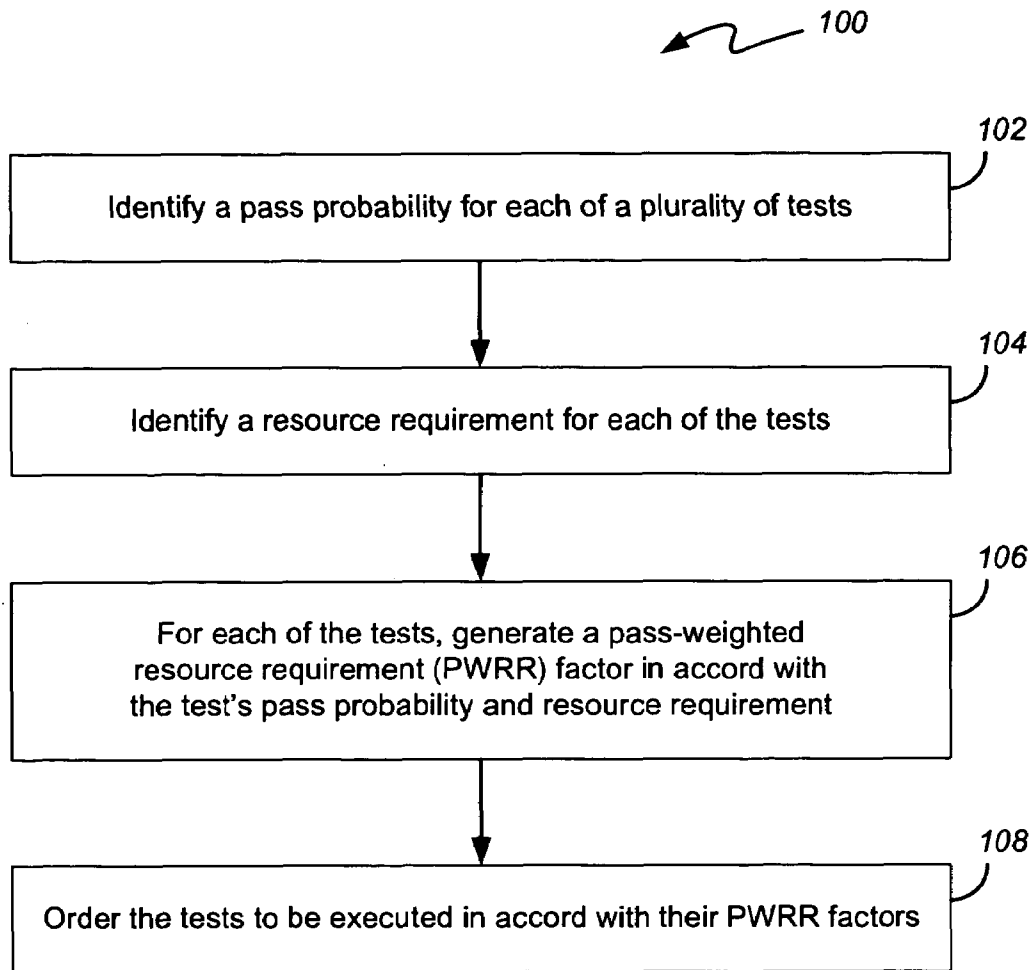 100
102
Identify a pass probability for each of a plurality of tests
104
Identify a resource requirement for each of the tests
106
For each of the tests, generate a pass-weighted
resource requirement (PWRR) factor in accord with
the test's pass probability and resource requirement
108
Order the tests to be executed in accord with their PWRR factors